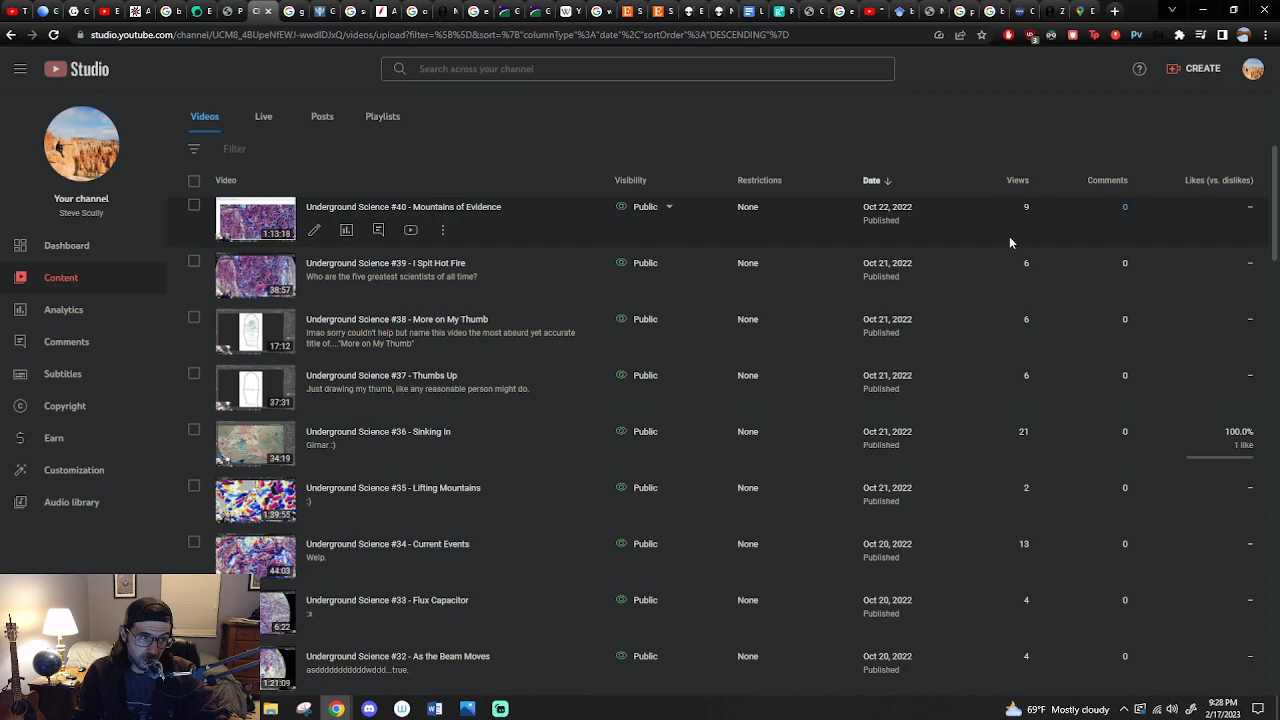 studio.youtube.com/channel/UCM8_4BUpeNfEWJ-wwdlDJxQ/videos/upload?filter=%5B%5D&sort=%7B"columnType"%3A"date"%2C"sortOrder"%3A"DESCENDING"%7D
3
Studio
Search across your channel
CREATE
Your channel
Steve Scully
Dashboard
Content
Analytics
Comments
Subtitles
Copyright
Earn
Customization
Audio library
Videos Live Posts Playlists
Filter
Video Visibility Restrictions Date Views Comments Likes (vs. dislikes)
1:13:18 Underground Science #40 - Mountains of Evidence Public None Oct 22, 2022 9 0 –
Published
38:57 Underground Science #39 - I Spit Hot Fire Public None Oct 21, 2022 6 0 –
Who are the five greatest scientists of all time? Published
17:12 Underground Science #38 - More on My Thumb Public None Oct 21, 2022 6 0 –
lmao sorry couldn't help but name this video the most absurd yet accurate Published
title of...."More on My Thumb"
37:31 Underground Science #37 - Thumbs Up Public None Oct 21, 2022 6 0 –
Just drawing my thumb, like any reasonable person might do. Published
34:19 Underground Science #36 - Sinking In Public None Oct 21, 2022 21 0 100.0%
Glmar :) Published 1 like
1:39:55 Underground Science #35 - Drawing Mountains Public None Oct 21, 2022 2 0 –
:) Published
44:03 Underground Science #34 - Current Events Public None Oct 20, 2022 13 0 –
Welp. Published
6:22 Underground Science #33 - Flux Capacitor Public None Oct 20, 2022 4 0 –
:x Published
1:21:09 Underground Science #32 - As the Beam Moves Public None Oct 20, 2022 4 0 –
asddddddddddwddd...true. Published
69°F Mostly cloudy
9:28 PM
2/17/2023